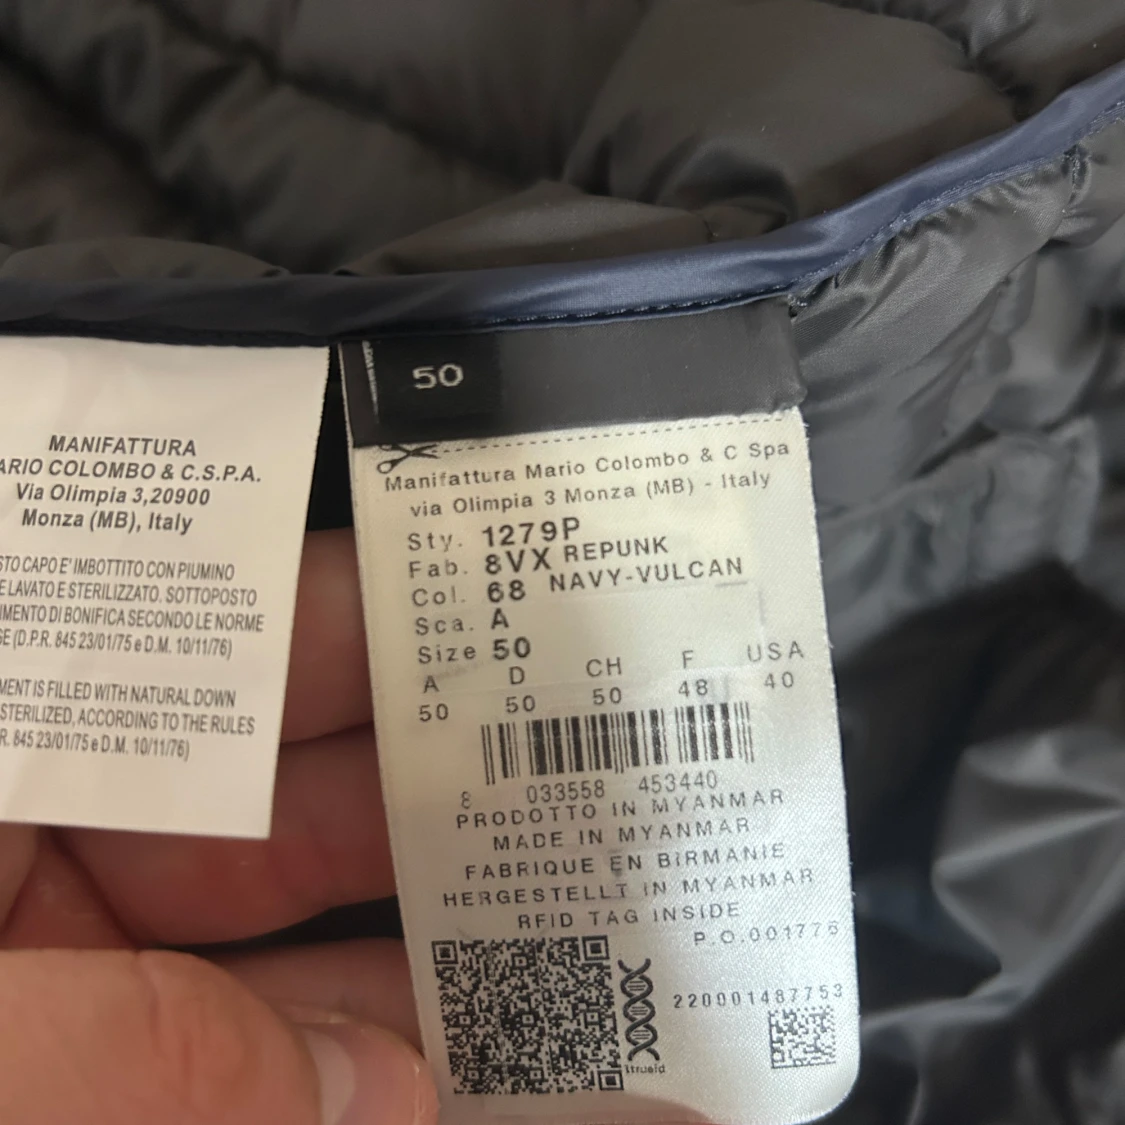 MANIFATTURA
ARIO COLOMBO & C.S.P.A.
Via Olimpia 3,20900
Monza (MB), Italy
STO CAPO E' IMBOTTITO CON PIUMINO
E LAVATO E STERILIZZATO. SOTTOPOSTO
IMENTO DI BONIFICA SECONDO LE NORME
SE (D.P.R. 845 23/01/75 e D.M. 10/11/76)
MENT IS FILLED WITH NATURAL DOWN
STERILIZED, ACCORDING TO THE RULES
R. 845 23/01/75 e D.M. 10/11/76)
50
Manifattura Mario Colombo & C Spa
via Olimpia 3 Monza (MB) - Italy
Sty. 1279P
Fab. 8VX REPUNK
Col. 68 NAVY-VULCAN
Sca. A
Size 50
A D CH F USA
50 50 50 48 40
8 033558 453440
PRODOTTO IN MYANMAR
MADE IN MYANMAR
FABRIQUE EN BIRMANIE
HERGESTELLT IN MYANMAR
RFID TAG INSIDE
P.O.001775
220001487753
itrueid